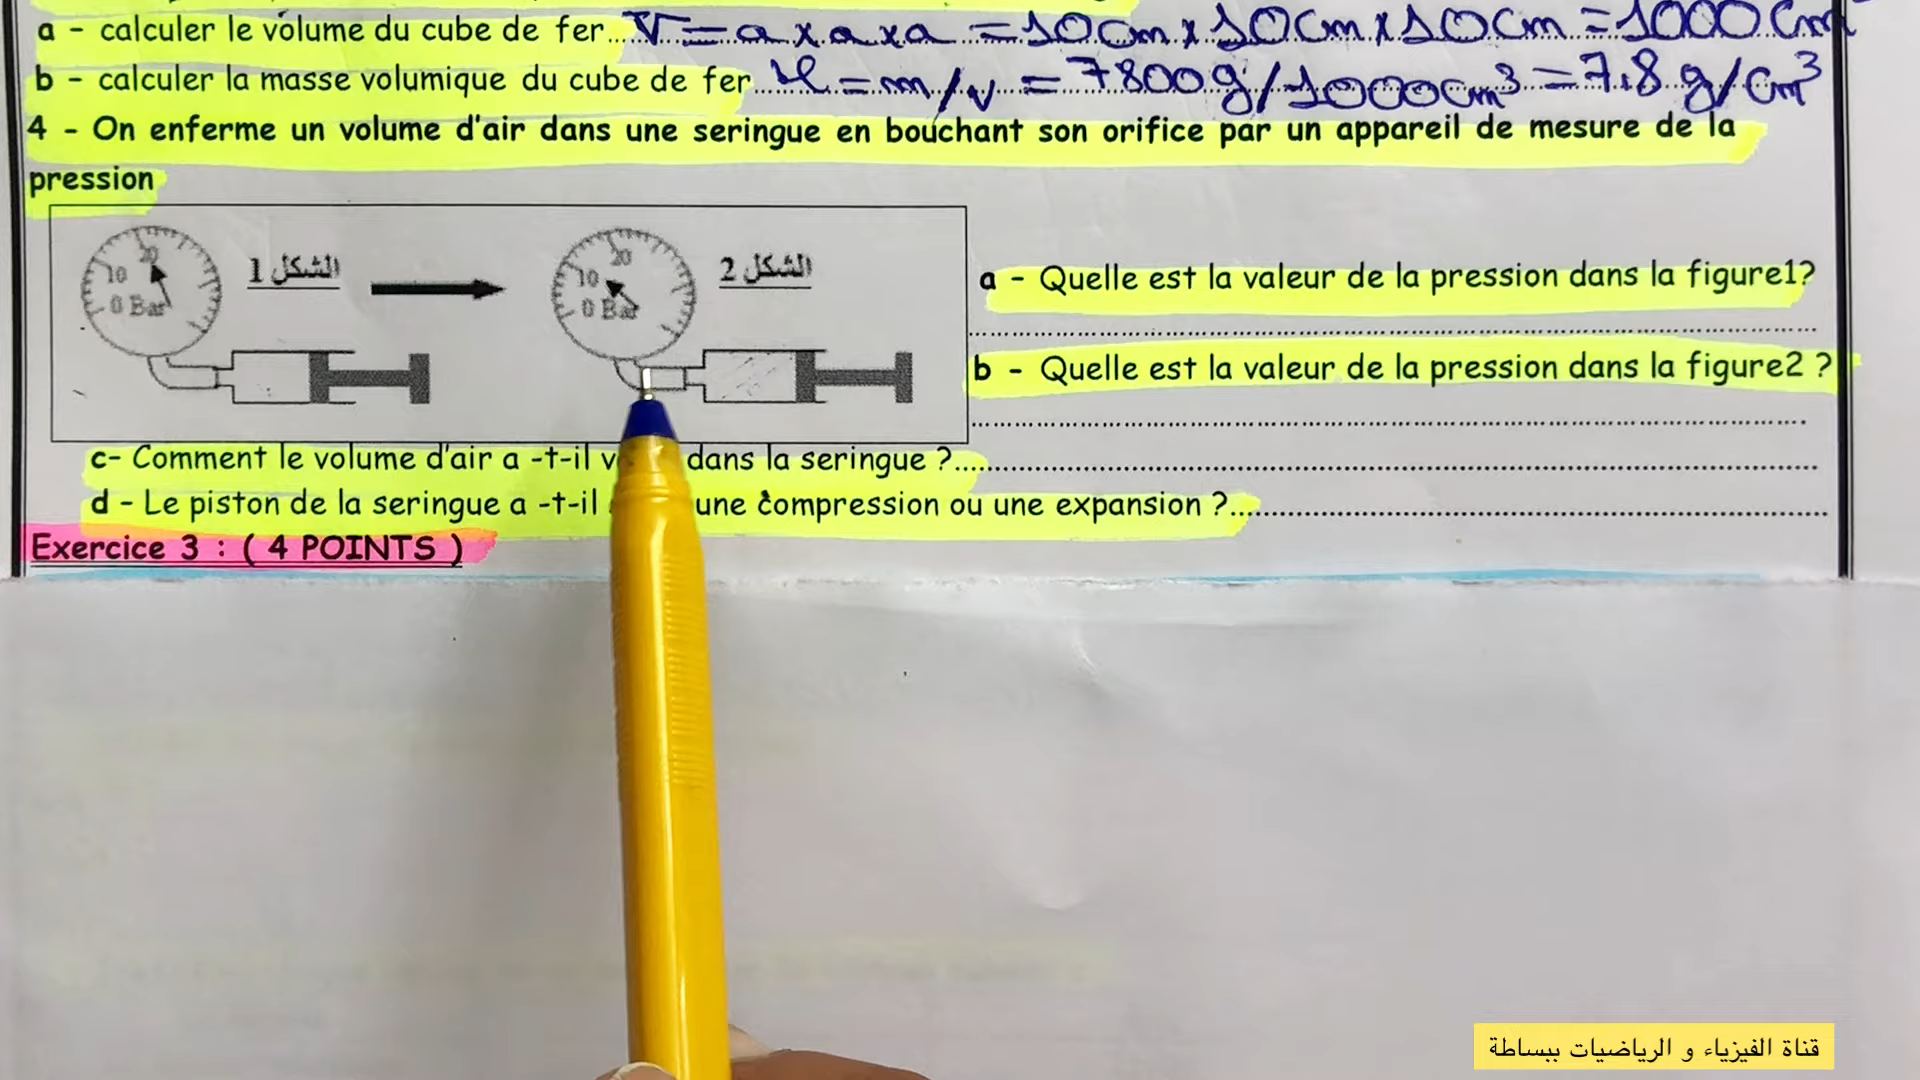 a - calculer le volume du cube de fer...V = a x a x a = 10cm x 10cm x 10cm = 1000 cm
b - calculer la masse volumique du cube de fer = m/v = 7800g/1000cm³ = 7.8 g/cm³
4 - On enferme un volume d'air dans une seringue en bouchant son orifice par un appareil de mesure de la
pression
20
10
0 Bar
الشكل 1
20
10
0 Bar
الشكل 2
a - Quelle est la valeur de la pression dans la figure1?
b - Quelle est la valeur de la pression dans la figure2 ?
c- Comment le volume d'air a -t-il dans la seringue ?
d - Le piston de la seringue a -t-il une compression ou une expansion ?
Exercice 3 : ( 4 POINTS )
قناة الفيزياء و الرياضيات ببساطة